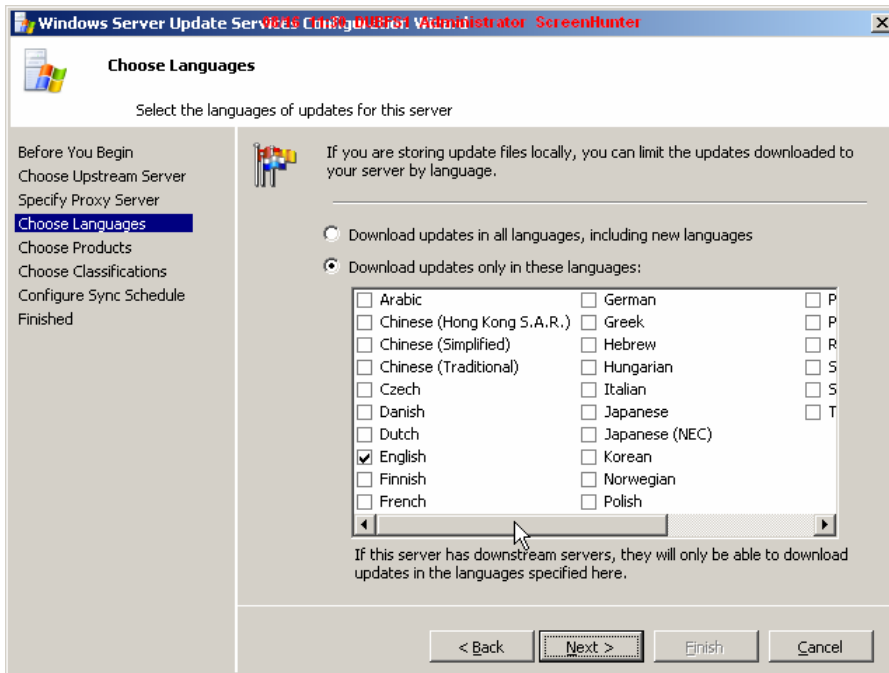 Windows Server Update Services Configuration Wizard
11:30 Administrator ScreenHunter
Choose Languages
Select the languages of updates for this server
Before You Begin
Choose Upstream Server
Specify Proxy Server
Choose Languages
Choose Products
Choose Classifications
Configure Sync Schedule
Finished
If you are storing update files locally, you can limit the updates downloaded to
your server by language.
Download updates in all languages, including new languages
Download updates only in these languages:
Arabic
Chinese (Hong Kong S.A.R.)
Chinese (Simplified)
Chinese (Traditional)
Czech
Danish
Dutch
English
Finnish
French
German
Greek
Hebrew
Hungarian
Italian
Japanese
Japanese (NEC)
Korean
Norwegian
Polish
P
P
R
S
S
T
If this server has downstream servers, they will only be able to download
updates in the languages specified here.
< Back
Next >
Finish
Cancel